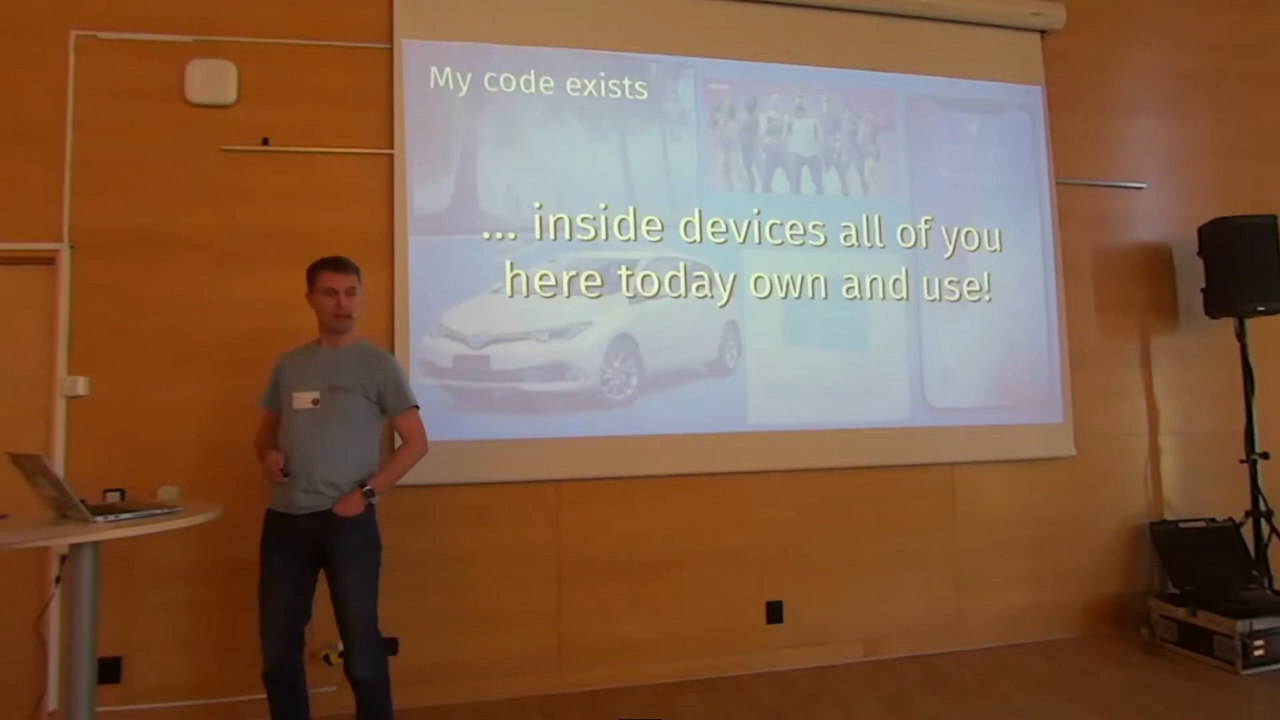 My code exists
... inside devices all of you
here today own and use!